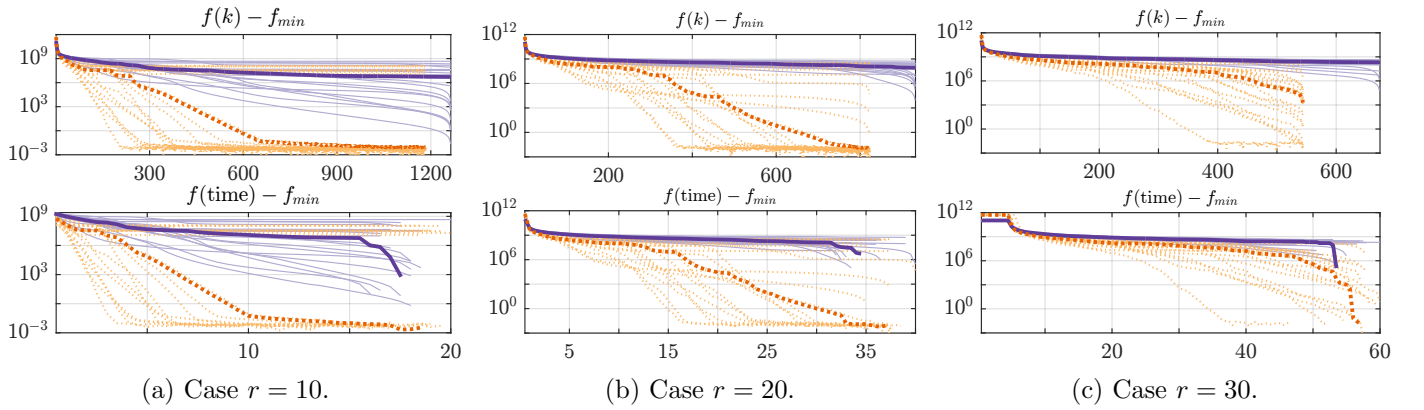 f(k) − f_min
10^9
10^3
10^−3
300 600 900 1200
f(time) − f_min
10^9
10^3
10^−3
10 20
(a) Case r = 10.
f(k) − f_min
10^12
10^6
10^0
200 400 600
f(time) − f_min
10^12
10^6
10^0
5 15 25 35
(b) Case r = 20.
f(k) − f_min
10^12
10^6
10^0
200 400 600
f(time) − f_min
10^12
10^6
10^0
20 40 60
(c) Case r = 30.